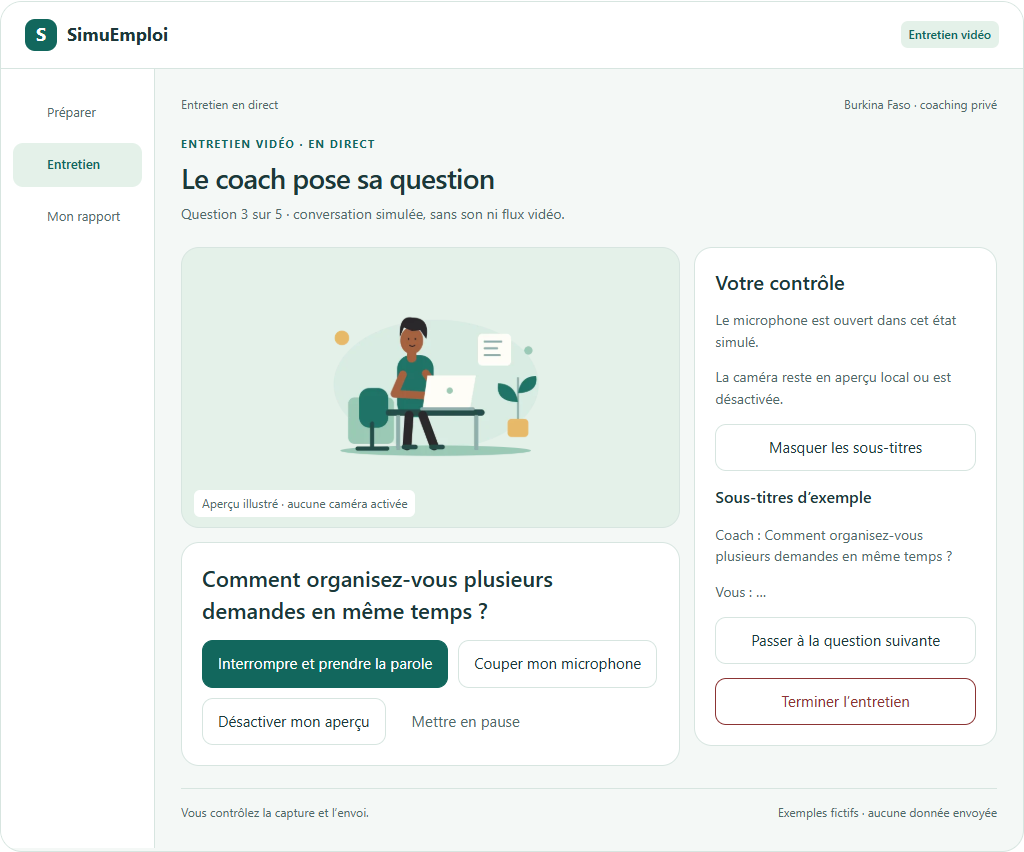 S SimuEmploi
Entretien vidéo
Préparer
Entretien
Mon rapport
Entretien en direct
Burkina Faso · coaching privé
ENTRETIEN VIDÉO · EN DIRECT
Le coach pose sa question
Question 3 sur 5 · conversation simulée, sans son ni flux vidéo.
Aperçu illustré · aucune caméra activée
Comment organisez-vous plusieurs
demandes en même temps ?
Interrompre et prendre la parole
Couper mon microphone
Désactiver mon aperçu
Mettre en pause
Votre contrôle
Le microphone est ouvert dans cet état
simulé.
La caméra reste en aperçu local ou est
désactivée.
Masquer les sous-titres
Sous-titres d’exemple
Coach : Comment organisez-vous
plusieurs demandes en même temps ?
Vous : …
Passer à la question suivante
Terminer l’entretien
Vous contrôlez la capture et l’envoi.
Exemples fictifs · aucune donnée envoyée